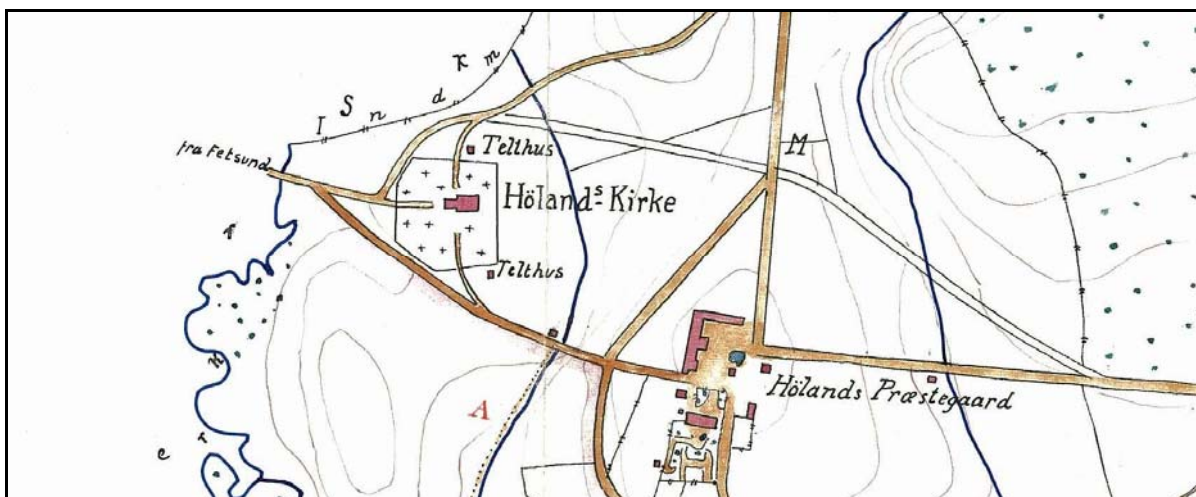 fra Fetsund
Telthus
Hölands Kirke
Telthus
M
A
Hölands Præstegaard